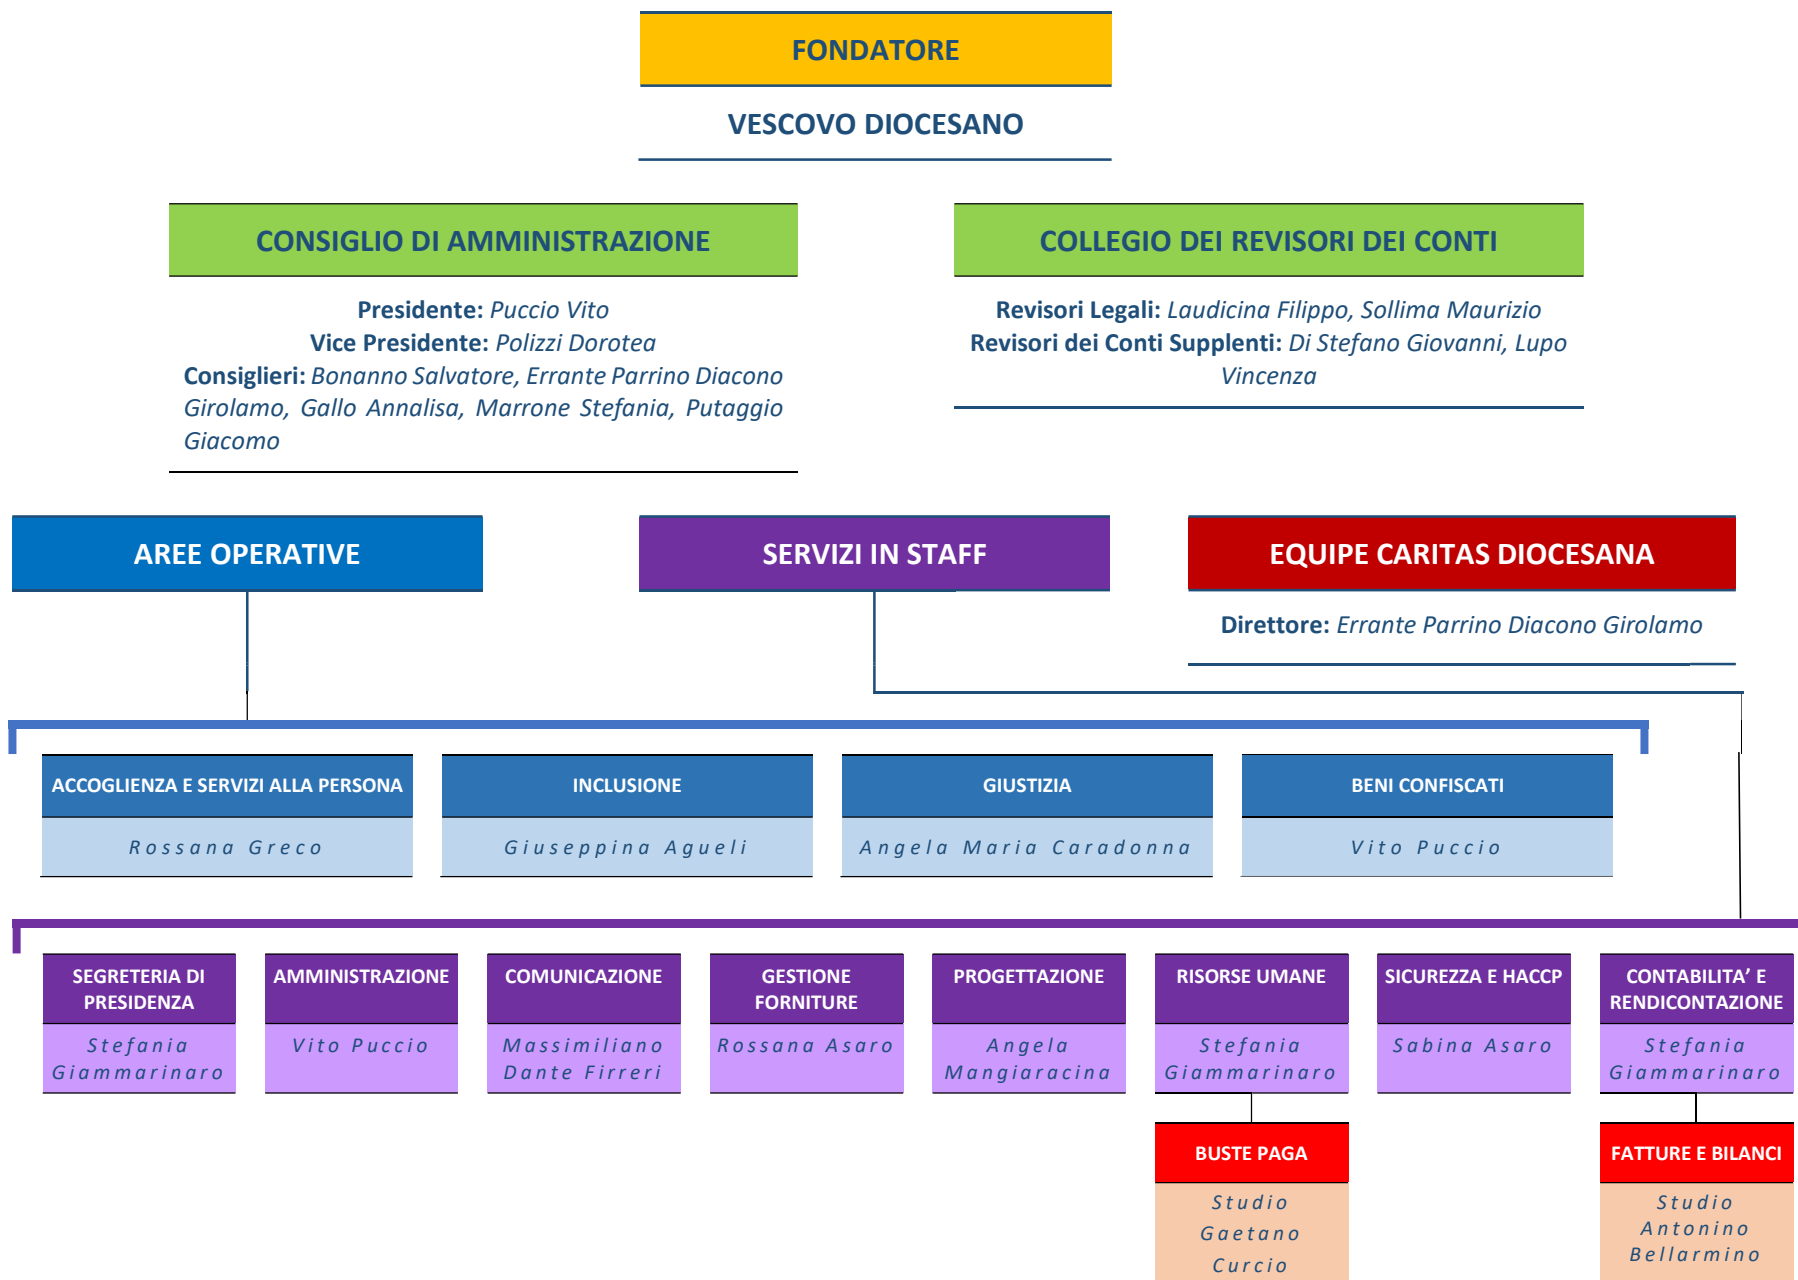 FONDATORE
VESCOVO DIOCESANO
CONSIGLIO DI AMMINISTRAZIONE
Presidente: Puccio Vito
Vice Presidente: Polizzi Dorotea
Consiglieri: Bonanno Salvatore, Errante Parrino Diacono
Girolamo, Gallo Annalisa, Marrone Stefania, Putaggio
Giacomo
COLLEGIO DEI REVISORI DEI CONTI
Revisori Legali: Laudicina Filippo, Sollima Maurizio
Revisori dei Conti Supplenti: Di Stefano Giovanni, Lupo
Vincenza
AREE OPERATIVE
SERVIZI IN STAFF
EQUIPE CARITAS DIOCESANA
Direttore: Errante Parrino Diacono Girolamo
ACCOGLIENZA E SERVIZI ALLA PERSONA
Rossana Greco
INCLUSIONE
Giuseppina Agueli
GIUSTIZIA
Angela Maria Caradonna
BENI CONFISCATI
Vito Puccio
SEGRETERIA DI
PRESIDENZA
Stefania
Giammarinaro
AMMINISTRAZIONE
Vito Puccio
COMUNICAZIONE
Massimiliano
Dante Firreri
GESTIONE
FORNITURE
Rossana Asaro
PROGETTAZIONE
Angela
Mangiaracina
RISORSE UMANE
Stefania
Giammarinaro
SICUREZZA E HACCP
Sabina Asaro
CONTABILITA’ E
RENDICONTAZIONE
Stefania
Giammarinaro
BUSTE PAGA
Studio
Gaetano
Curcio
FATTURE E BILANCI
Studio
Antonino
Bellarmino